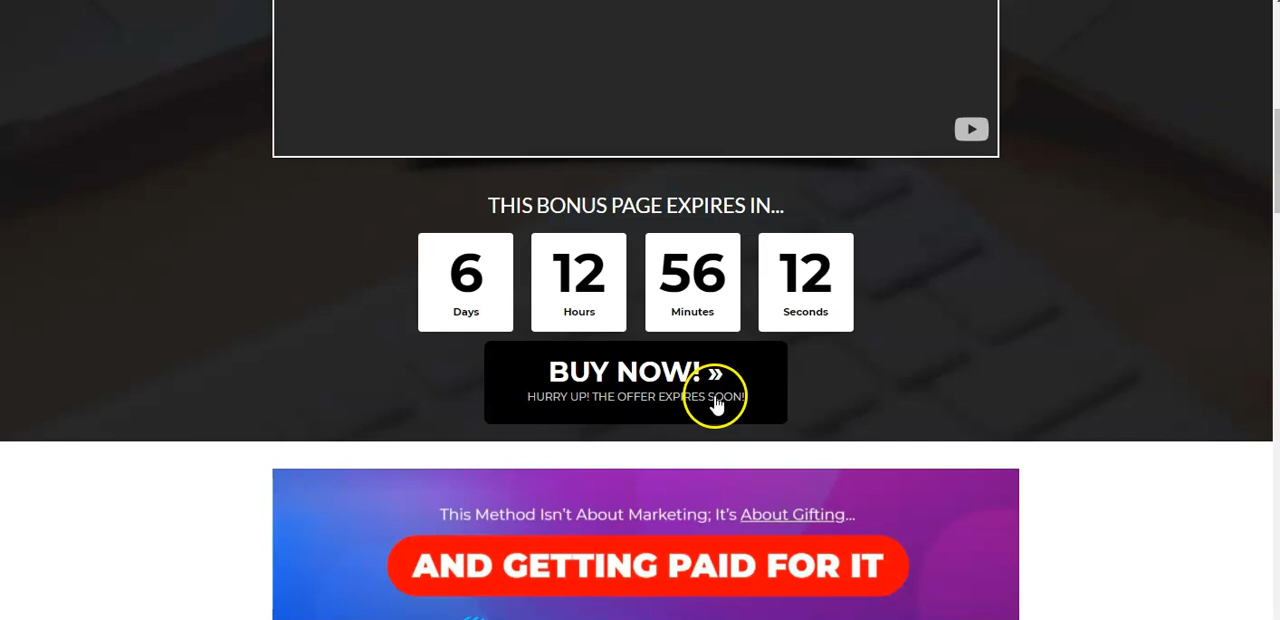 THIS BONUS PAGE EXPIRES IN...
6 12 56 12
Days Hours Minutes Seconds
BUY NOW! »
HURRY UP! THE OFFER EXPIRES SOON!
This Method Isn't About Marketing; It's About Gifting...
AND GETTING PAID FOR IT